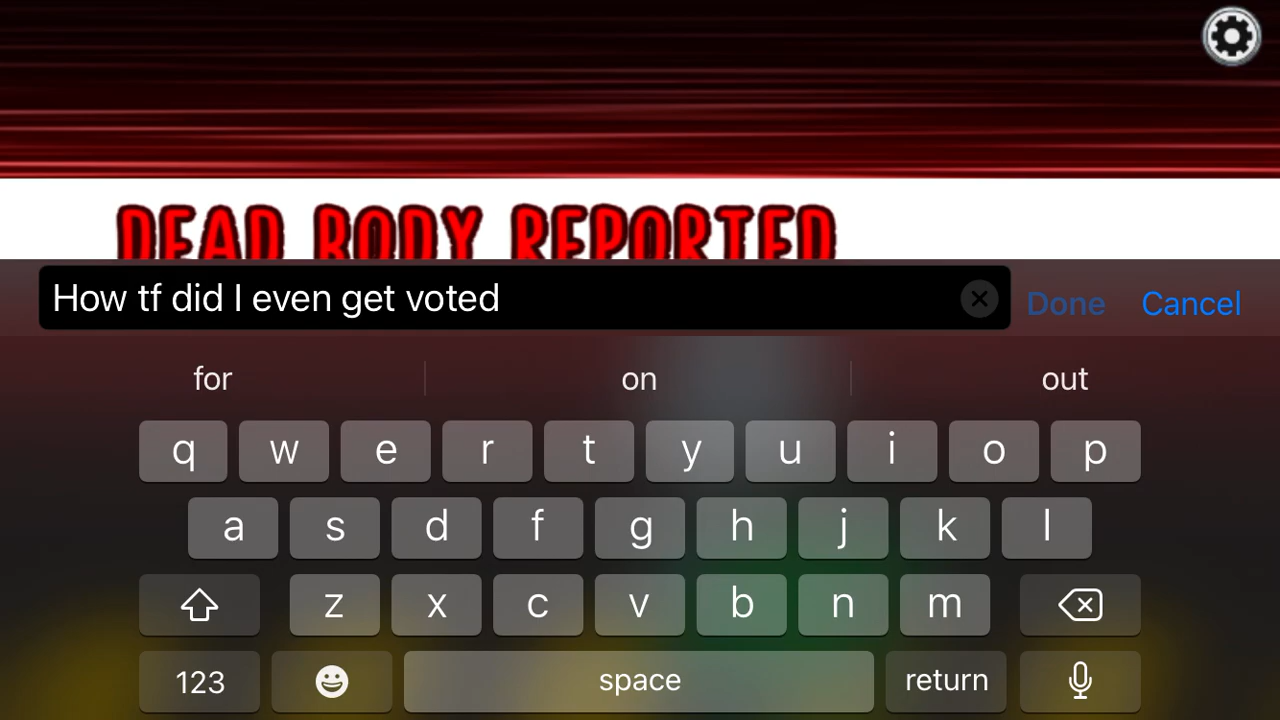 DEAD BODY REPORTED
How tf did I even get voted
Done Cancel
for on out
q w e r t y u i o p
a s d f g h j k l
z x c v b n m
123 space return